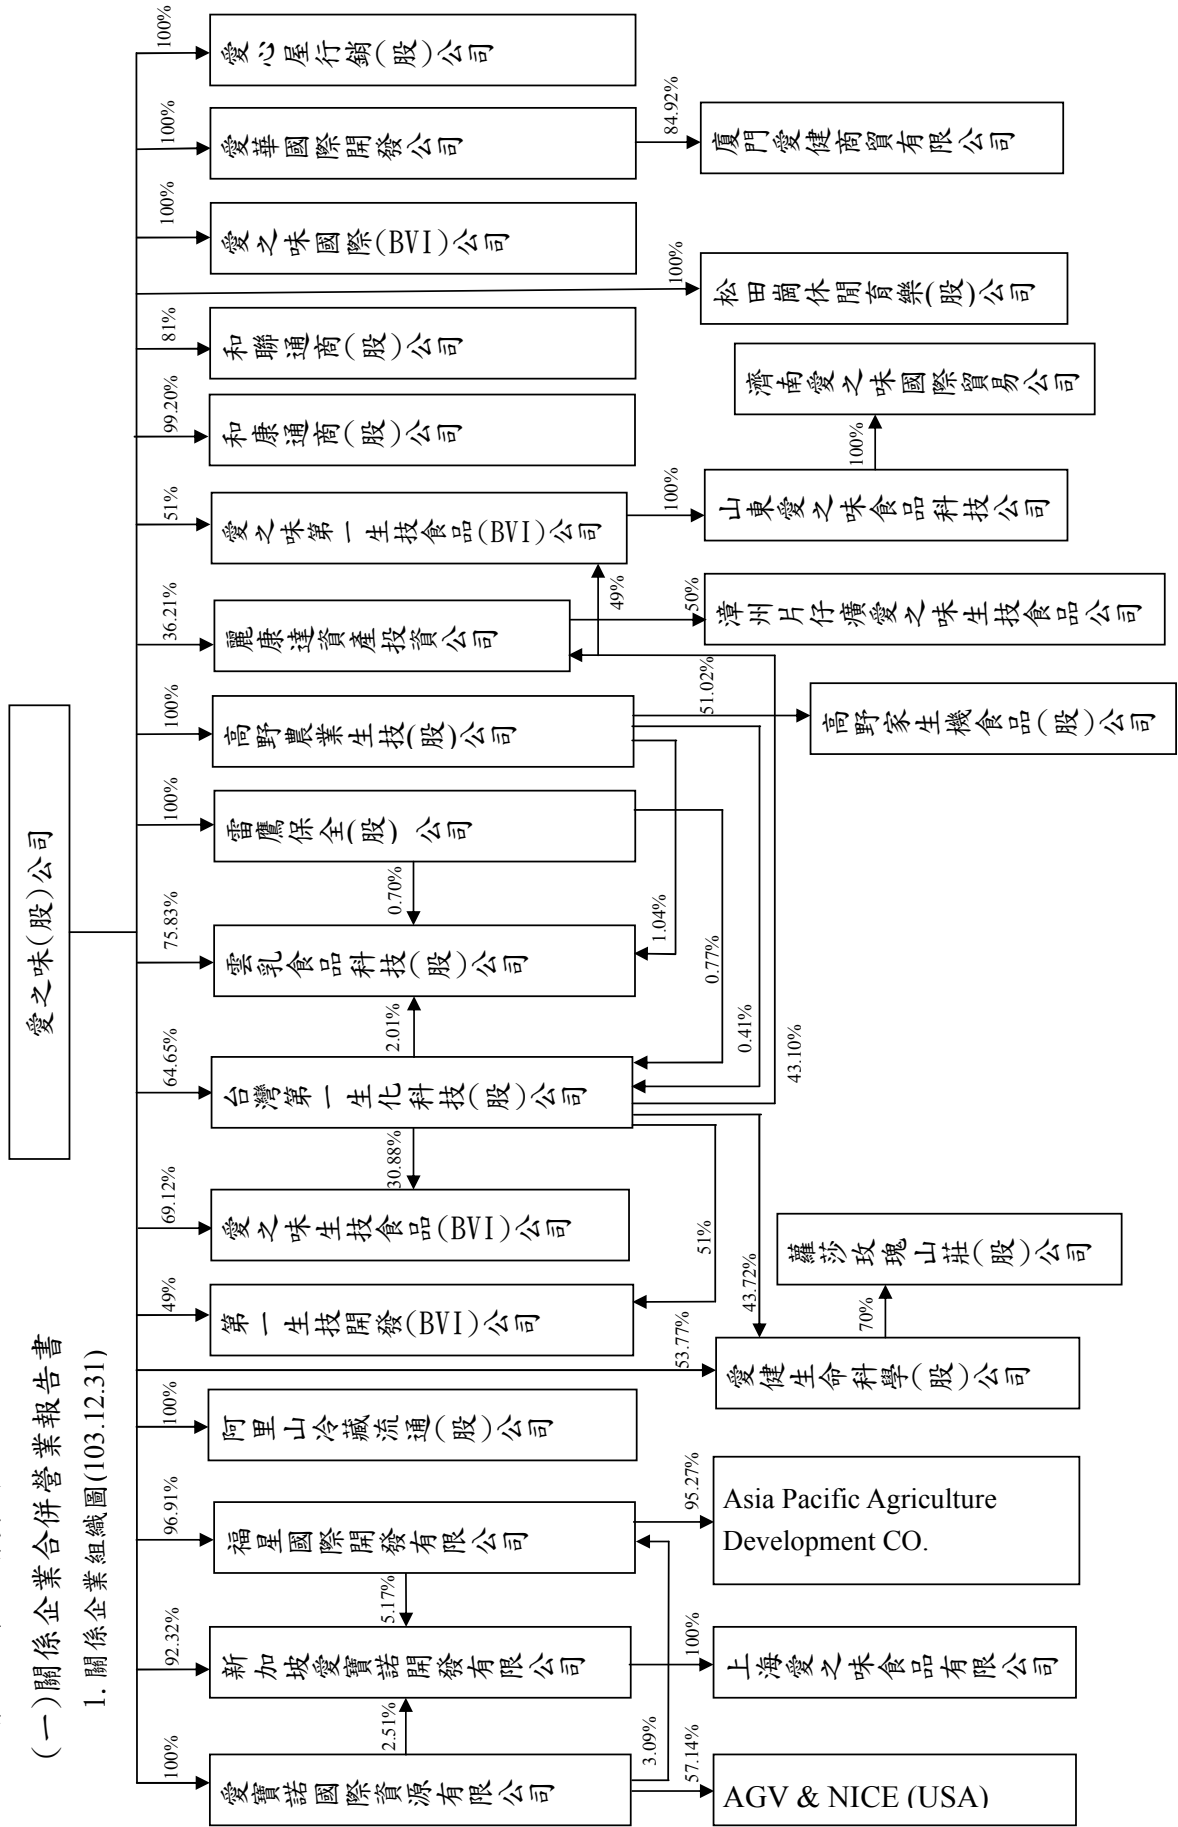 (一)關係企業合併營業報告書
1. 關係企業組織圖(103.12.31)
愛之味(股)公司
100%
92.32%
96.91%
100%
49%
69.12%
64.65%
75.83%
100%
100%
36.21%
51%
99.20%
81%
100%
100%
100%
愛寶諾國際資源有限公司
新加坡愛寶諾開發有限公司
福星國際開發有限公司
阿里山冷藏流通(股)公司
第一生技開發(BVI)公司
愛之味生技食品(BVI)公司
台灣第一生化科技(股)公司
雲乳食品科技(股)公司
雷鷹保全(股) 公司
高野農業生技(股)公司
麗康達資產投資公司
愛之味第一生技食品(BVI)公司
和康通商(股)公司
和聯通商(股)公司
愛之味國際(BVI)公司
愛華國際開發公司
愛心屋行銷(股)公司
2.51%
5.17%
30.88%
2.01%
0.70%
49%
3.09%
57.14%
100%
95.27%
53.77%
51%
43.72%
43.10%
0.41%
0.77%
1.04%
51.02%
50%
100%
100%
84.92%
AGV & NICE (USA)
上海愛之味食品有限公司
Asia Pacific Agriculture
Development CO.
愛健生命科學(股)公司
70%
蘿莎玫瑰山莊(股)公司
高野家生機食品(股)公司
漳州片仔癀愛之味生技食品公司
山東愛之味食品科技公司
100%
濟南愛之味國際貿易公司
松田崗休閒育樂(股)公司
廈門愛健商貿有限公司